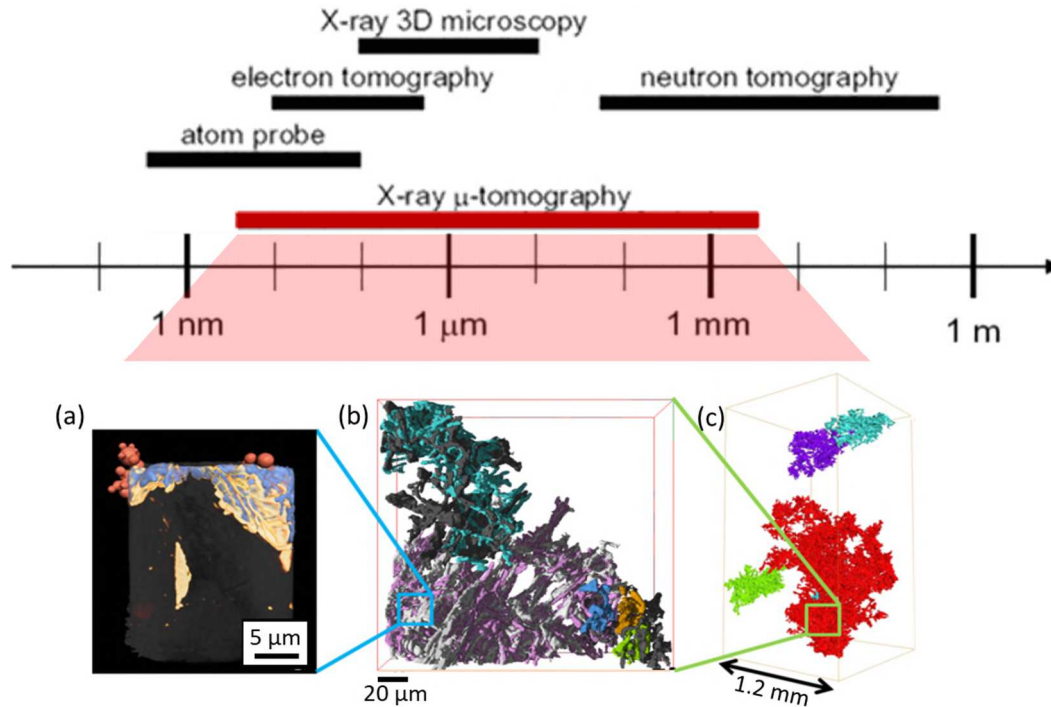 X-ray 3D microscopy
electron tomography
neutron tomography
atom probe
X-ray μ-tomography
1 nm
1 μm
1 mm
1 m
(a)
(b)
(c)
5 μm
20 μm
1.2 mm